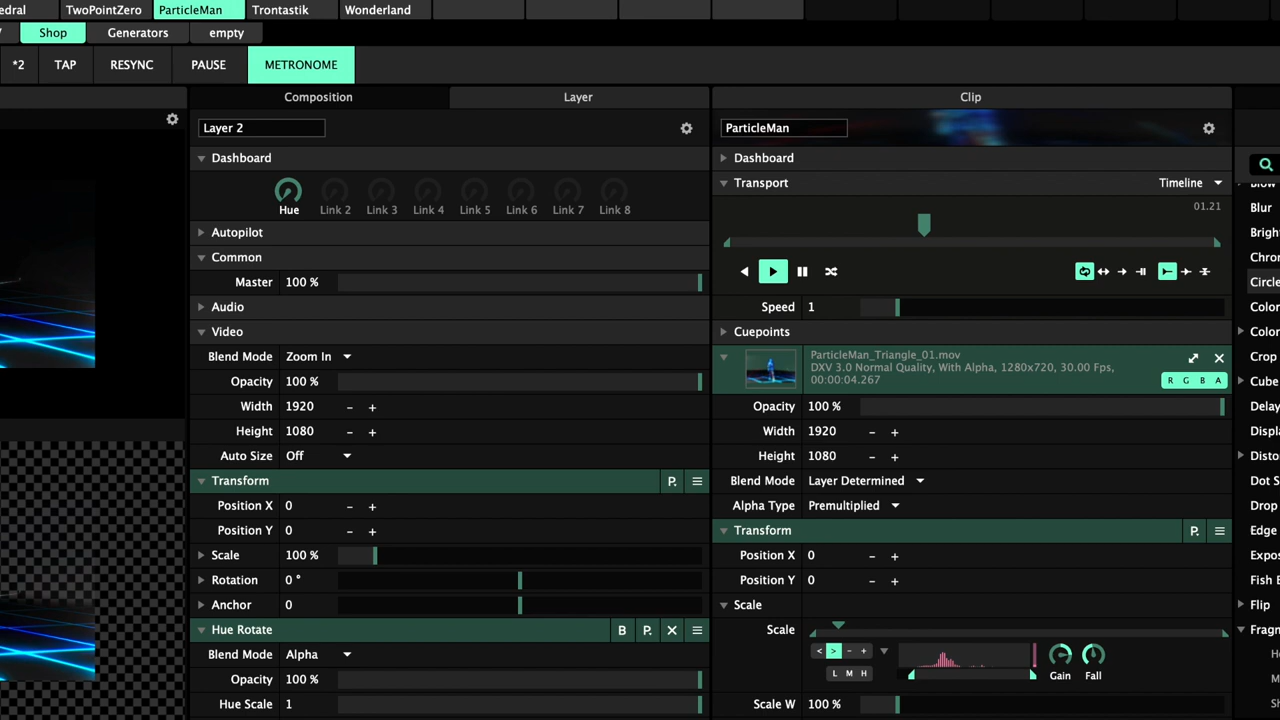 TwoPointZero ParticleMan Trontastik Wonderland
Shop Generators empty
*2 TAP RESYNC PAUSE METRONOME
Composition Layer
Layer 2
Dashboard
Hue Link 2 Link 3 Link 4 Link 5 Link 6 Link 7 Link 8
Autopilot
Common
Master 100 %
Audio
Video
Blend Mode Zoom In
Opacity 100 %
Width 1920 - +
Height 1080 - +
Auto Size Off
Transform P.
Position X 0 - +
Position Y 0 - +
Scale 100 %
Rotation 0 °
Anchor 0
Hue Rotate B P. X
Blend Mode Alpha
Opacity 100 %
Hue Scale 1
Clip
ParticleMan
Dashboard
Transport Timeline
01.21
Speed 1
Cuepoints
ParticleMan_Triangle_01.mov
DXV 3.0 Normal Quality, With Alpha, 1280x720, 30.00 Fps,
00:00:04.267
R G B A
Opacity 100 %
Width 1920 - +
Height 1080 - +
Blend Mode Layer Determined
Alpha Type Premultiplied
Transform P.
Position X 0 - +
Position Y 0 - +
Scale
Scale
< > - +
L M H
Gain Fall
Scale W 100 %
Blur
Crop
Cube
Flip